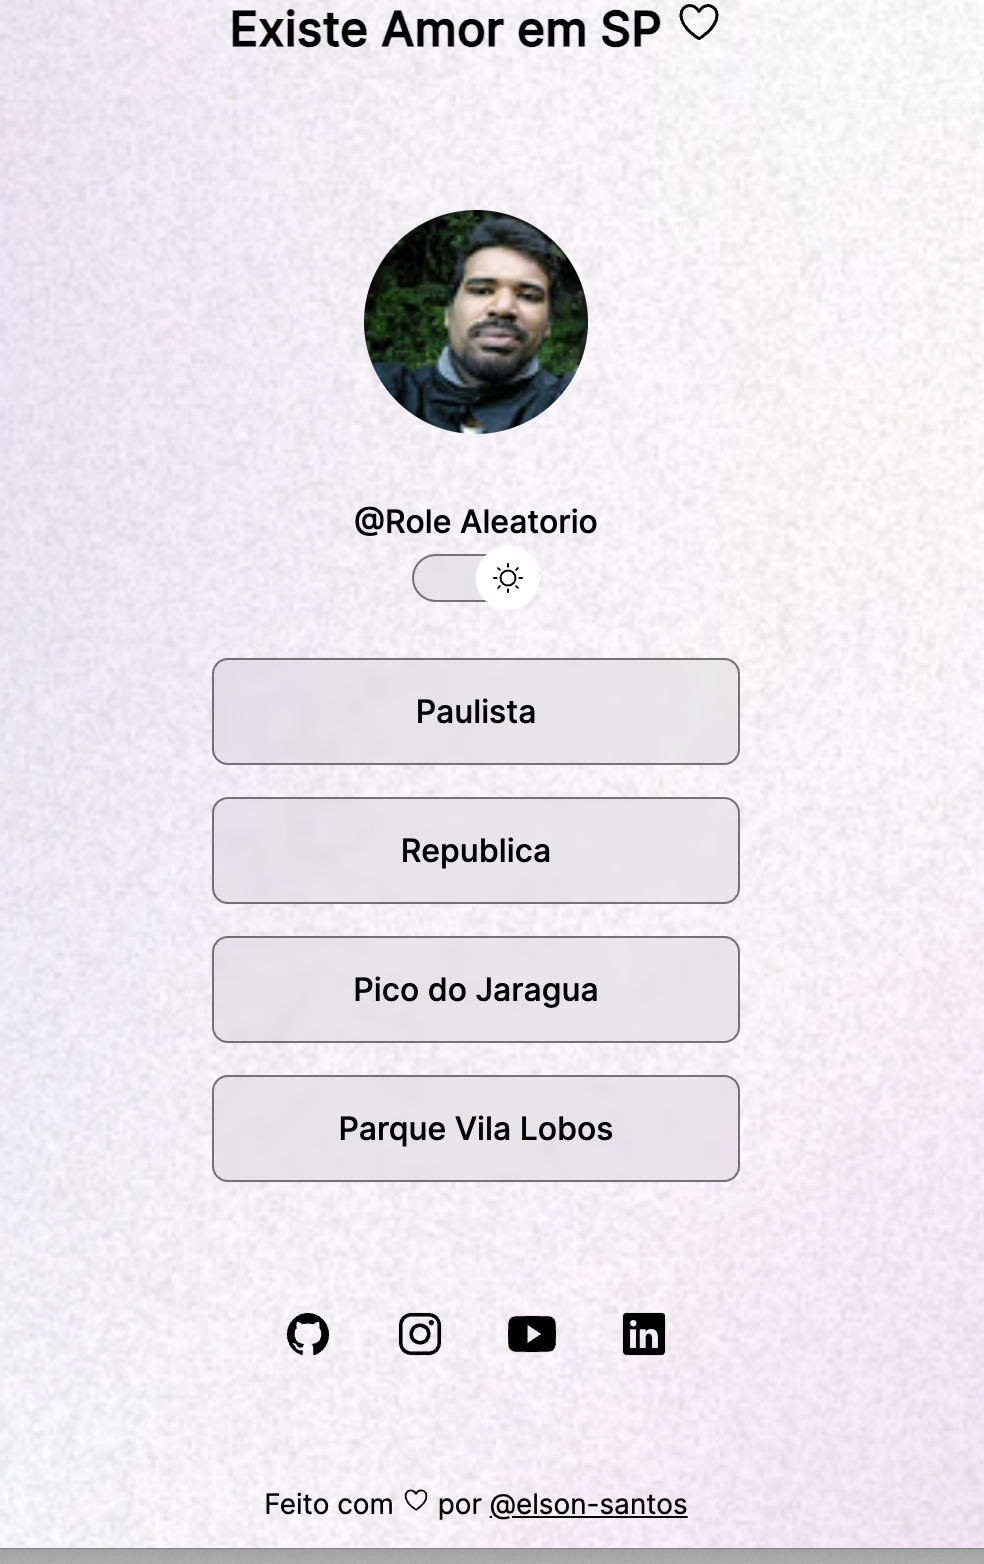 Existe Amor em SP ♡
@Role Aleatorio
Paulista
Republica
Pico do Jaragua
Parque Vila Lobos
in
Feito com ♡ por @elson-santos